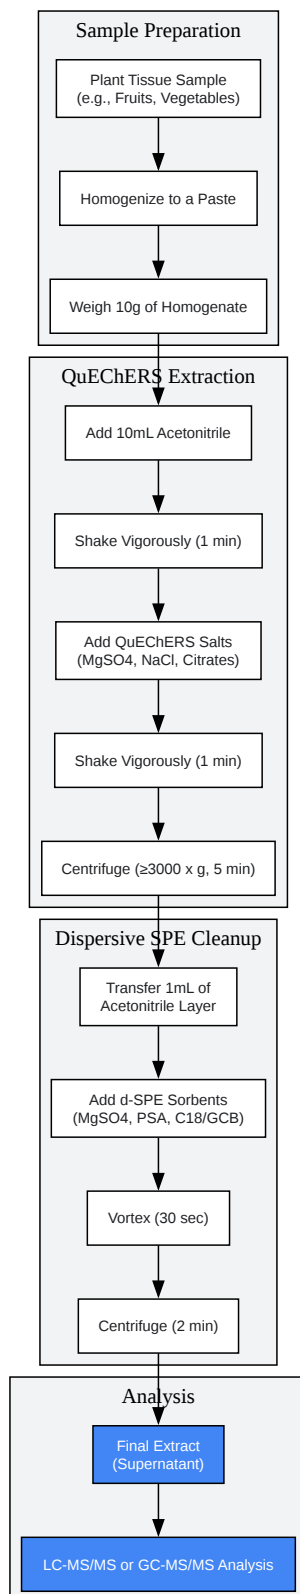 Sample Preparation
Plant Tissue Sample
(e.g., Fruits, Vegetables)
Homogenize to a Paste
Weigh 10g of Homogenate
QuEChERS Extraction
Add 10mL Acetonitrile
Shake Vigorously (1 min)
Add QuEChERS Salts
(MgSO4, NaCl, Citrates)
Shake Vigorously (1 min)
Centrifuge (≥3000 x g, 5 min)
Dispersive SPE Cleanup
Transfer 1mL of
Acetonitrile Layer
Add d-SPE Sorbents
(MgSO4, PSA, C18/GCB)
Vortex (30 sec)
Centrifuge (2 min)
Analysis
Final Extract
(Supernatant)
LC-MS/MS or GC-MS/MS Analysis